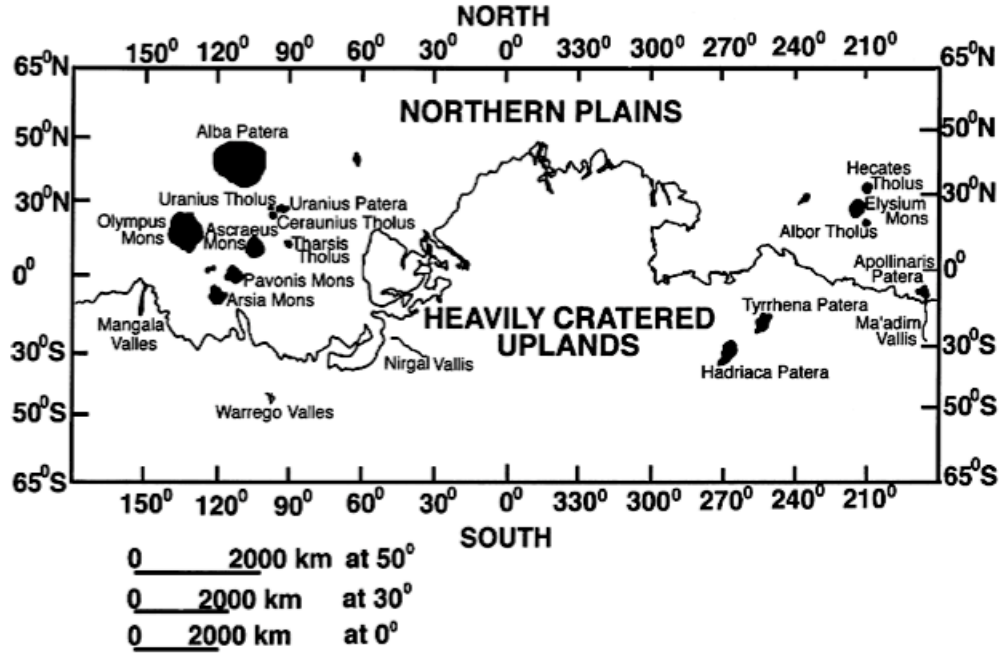 NORTH
150⁰ 120⁰ 90⁰ 60⁰ 30⁰ 0⁰ 330⁰ 300⁰ 270⁰ 240⁰ 210⁰
65⁰N 65⁰N
NORTHERN PLAINS
Alba Patera
50⁰N 50⁰N
Hecates
Tholus
30⁰N 30⁰N
Uranius Tholus Uranius Patera
Elysium
Mons
Olympus
Mons
Ceraunius Tholus
Ascraeus
Mons
Tharsis
Tholus
Albor Tholus
0⁰ 0⁰
Apollinaris
Patera
Pavonis Mons
Arsia Mons
Tyrrhena Patera
Mangala
Valles
HEAVILY CRATERED
UPLANDS
Ma'adim
Vallis
30⁰S 30⁰S
Nirgal Vallis
Hadriaca Patera
Warrego Valles
50⁰S 50⁰S
65⁰S 65⁰S
150⁰ 120⁰ 90⁰ 60⁰ 30⁰ 0⁰ 330⁰ 300⁰ 270⁰ 240⁰ 210⁰
SOUTH
0 2000 km at 50⁰
0 2000 km at 30⁰
0 2000 km at 0⁰